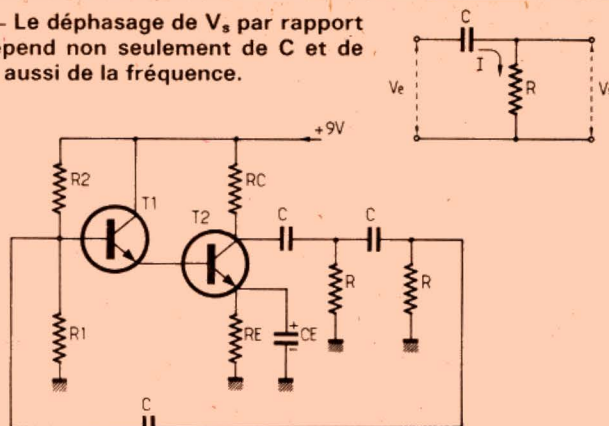 – Le déphasage de Vs par rapport
épend non seulement de C et de
aussi de la fréquence.
C
I
Ve
R
V
+9V
R2
RC
T1
T2
C
C
R
R
R1
RE
CE
+
–
C